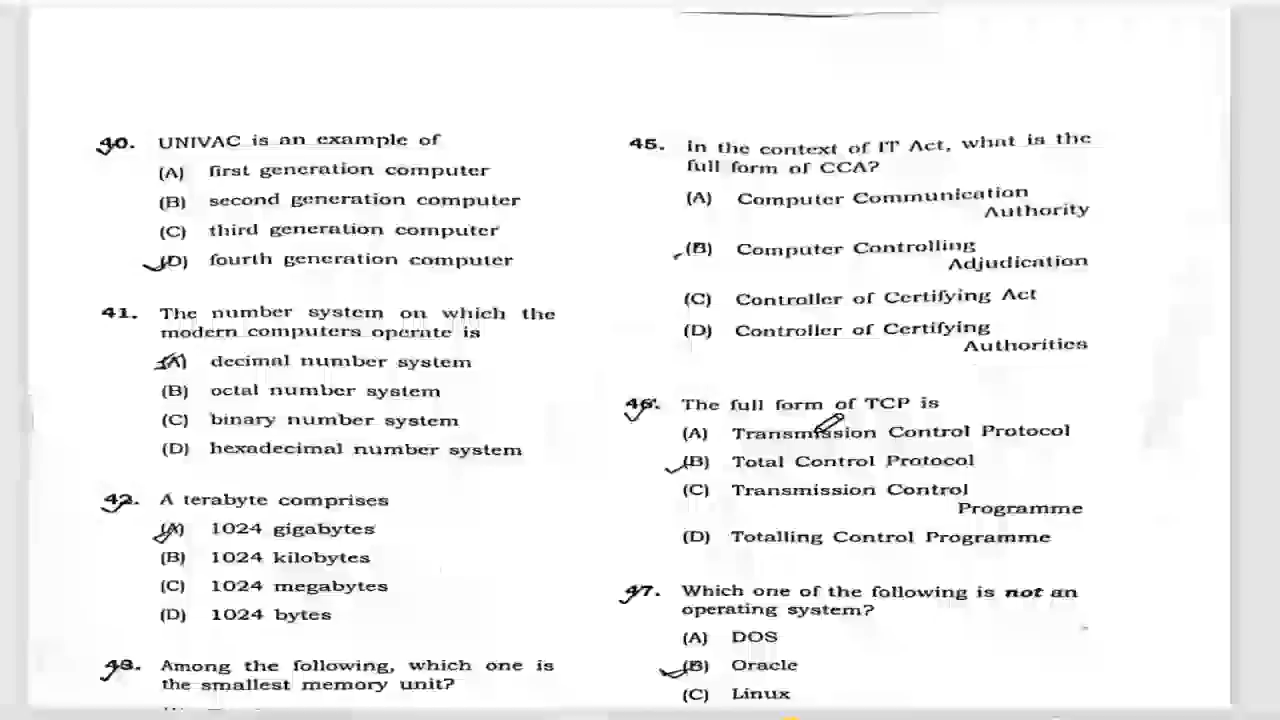 40. UNIVAC is an example of
(A) first generation computer
(B) second generation computer
(C) third generation computer
(D) fourth generation computer
41. The number system on which the
modern computers operate is
(A) decimal number system
(B) octal number system
(C) binary number system
(D) hexadecimal number system
42. A terabyte comprises
(A) 1024 gigabytes
(B) 1024 kilobytes
(C) 1024 megabytes
(D) 1024 bytes
43. Among the following, which one is
the smallest memory unit?
45. In the context of IT Act, what is the
full form of CCA?
(A) Computer Communication
Authority
(B) Computer Controlling
Adjudication
(C) Controller of Certifying Act
(D) Controller of Certifying
Authorities
46. The full form of TCP is
(A) Transmission Control Protocol
(B) Total Control Protocol
(C) Transmission Control
Programme
(D) Totalling Control Programme
47. Which one of the following is not an
operating system?
(A) DOS
(B) Oracle
(C) Linux